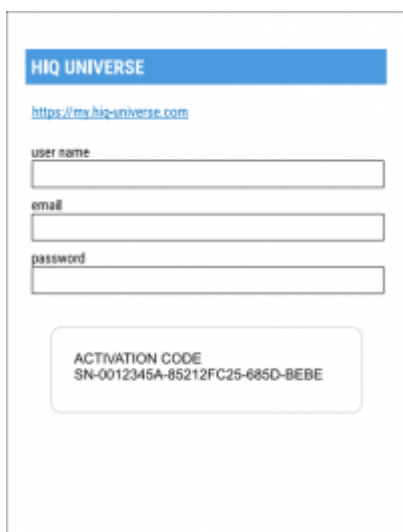 HIQ UNIVERSE
https://my.hiq-universe.com
user name
email
password
ACTIVATION CODE
SN-0012345A-85212FC25-685D-BEBE